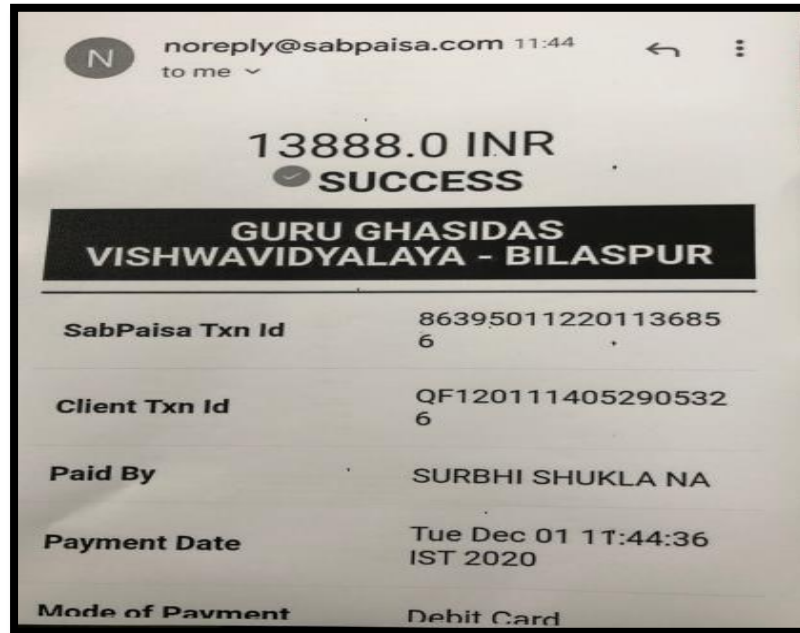 N
noreply@sabpaisa.com 11:44
to me
13888.0 INR
SUCCESS
GURU GHASIDAS
VISHWAVIDYALAYA - BILASPUR
SabPaisa Txn Id 86395011220113685
6
Client Txn Id QF120111405290532
6
Paid By SURBHI SHUKLA NA
Payment Date Tue Dec 01 11:44:36
IST 2020
Mode of Payment Debit Card